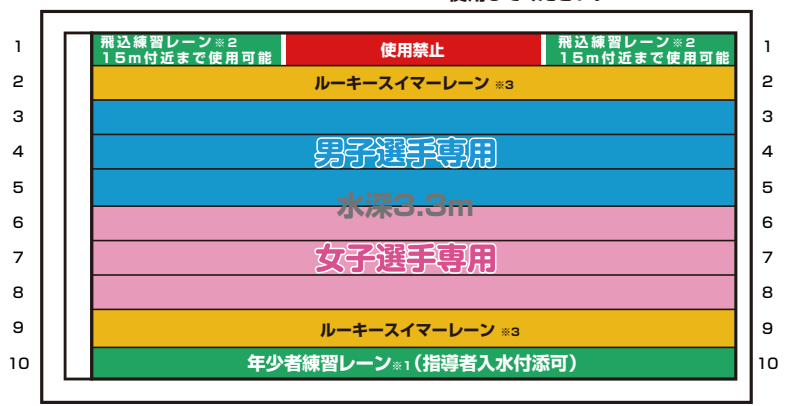 1 飛込練習レーン※2 使用禁止 飛込練習レーン※2 1
15m付近まで使用可能 15m付近まで使用可能
2 ルーキースイマーレーン ※3 2
3 3
4 男子選手専用 4
5 5
水深3.3m
6 6
7 女子選手専用 7
8 8
9 ルーキースイマーレーン ※3 9
10 年少者練習レーン※1(指導者入水付添可) 10